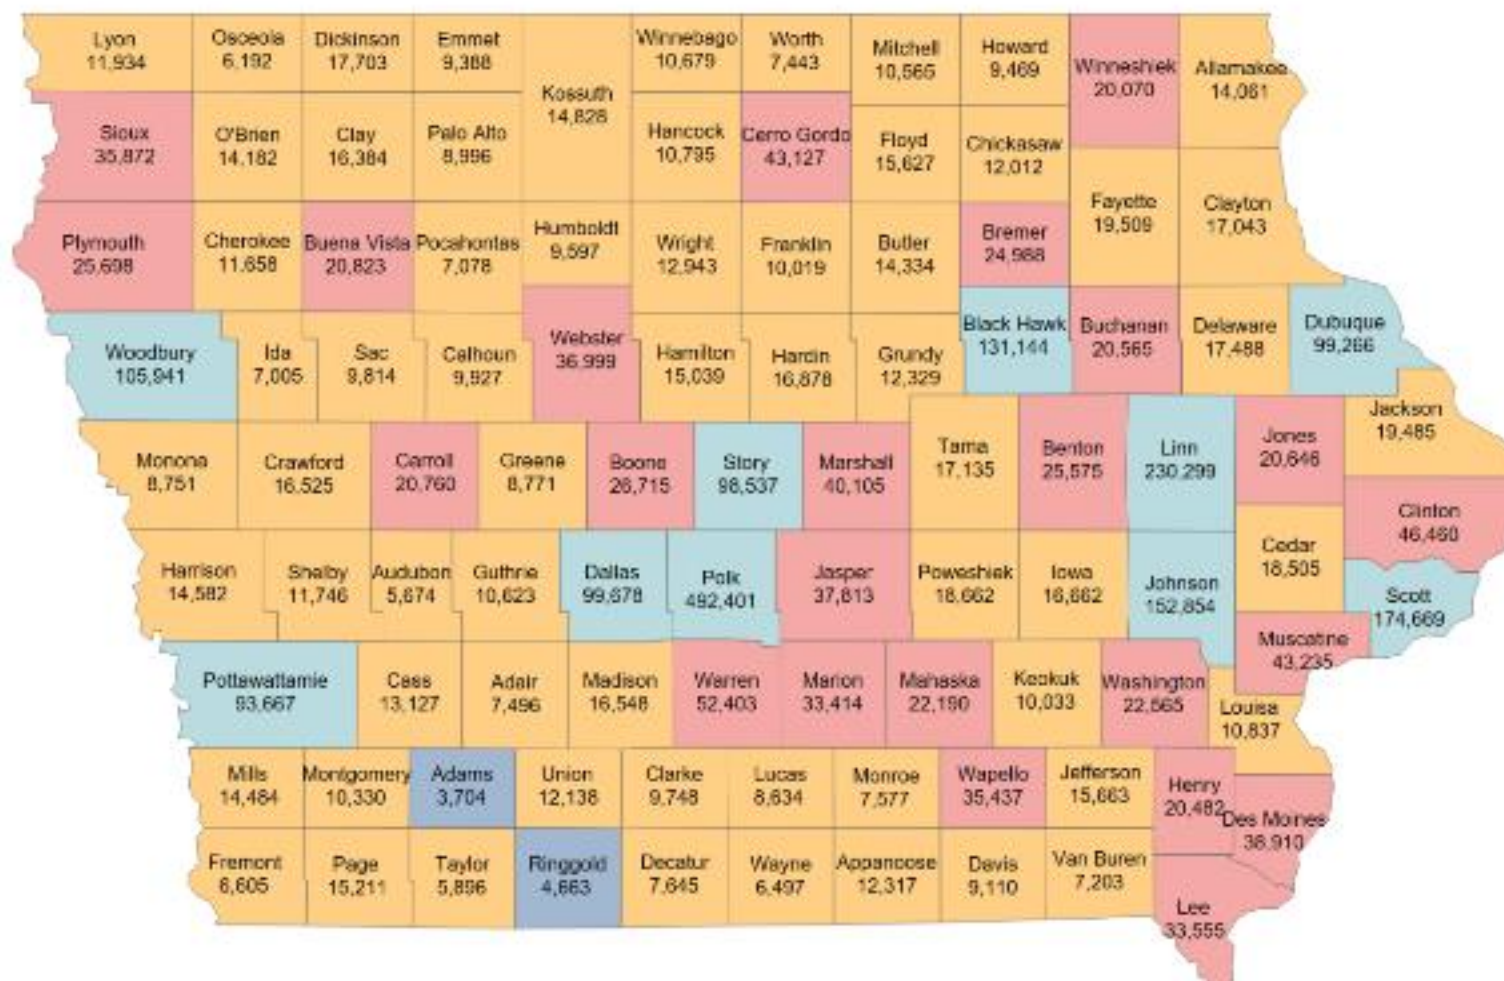 Lyon
11,934
Osceola
6,192
Dickinson
17,703
Emmet
9,388
Kossuth
14,828
Winnebago
10,679
Worth
7,443
Mitchell
10,565
Howard
9,469
Winneshiek
20,070
Allamakee
14,061
Sioux
35,872
O'Brien
14,182
Clay
16,384
Palo Alto
8,996
Hancock
10,795
Cerro Gordo
43,127
Floyd
15,627
Chickasaw
12,012
Fayette
19,509
Clayton
17,043
Plymouth
25,698
Cherokee
11,658
Buena Vista
20,823
Pocahontas
7,078
Humboldt
9,597
Wright
12,943
Franklin
10,019
Butler
14,334
Bremer
24,988
Woodbury
105,941
Ida
7,005
Sac
9,814
Calhoun
9,927
Webster
36,999
Hamilton
15,039
Hardin
16,878
Grundy
12,329
Black Hawk
131,144
Buchanan
20,565
Delaware
17,488
Dubuque
99,266
Jackson
19,485
Monona
8,751
Crawford
16,525
Carroll
20,760
Greene
8,771
Boone
26,715
Story
98,537
Marshall
40,105
Tama
17,135
Benton
25,575
Linn
230,299
Jones
20,646
Clinton
46,460
Harrison
14,582
Shelby
11,746
Audubon
5,674
Guthrie
10,623
Dallas
99,678
Polk
492,401
Jasper
37,813
Poweshiek
18,662
Iowa
16,662
Johnson
152,854
Cedar
18,505
Scott
174,669
Muscatine
43,235
Pottawattamie
93,667
Cass
13,127
Adair
7,496
Madison
16,548
Warren
52,403
Marion
33,414
Mahaska
22,190
Keokuk
10,033
Washington
22,565
Louisa
10,837
Mills
14,484
Montgomery
10,330
Adams
3,704
Union
12,138
Clarke
9,748
Lucas
8,634
Monroe
7,577
Wapello
35,437
Jefferson
15,663
Henry
20,482
Des Moines
38,910
Fremont
6,605
Page
15,211
Taylor
5,896
Ringgold
4,663
Decatur
7,645
Wayne
6,497
Appanoose
12,317
Davis
9,110
Van Buren
7,203
Lee
33,555